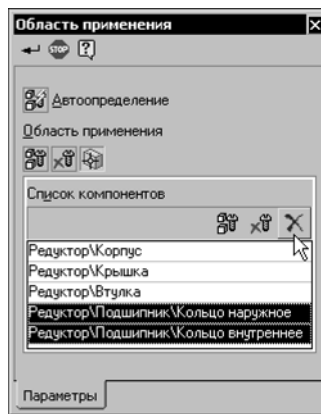 Область применения
STOP
Автоопределение
Область применения
Список компонентов
Редуктор\Корпус
Редуктор\Крышка
Редуктор\Втулка
Редуктор\Подшипник\Кольцо наружное
Редуктор\Подшипник\Кольцо внутреннее
Параметры